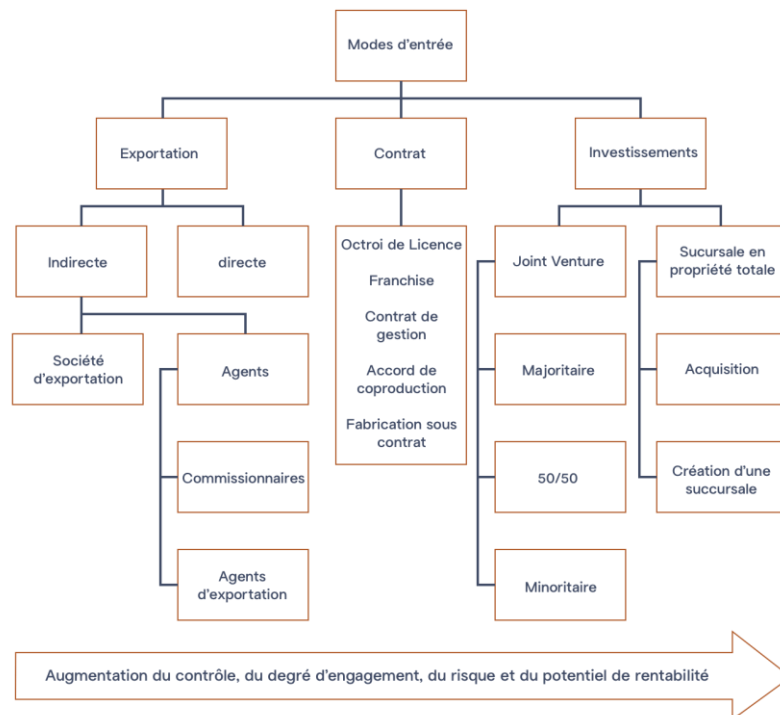 Modes d'entrée
Exportation
Contrat
Investissements
Indirecte
directe
Octroi de Licence
Franchise
Contrat de
gestion
Accord de
coproduction
Fabrication sous
contrat
Joint Venture
Sucursale en
propriété totale
Société
d'exportation
Agents
Majoritaire
Acquisition
Commissionnaires
50/50
Création d'une
succursale
Agents
d'exportation
Minoritaire
Augmentation du contrôle, du degré d'engagement, du risque et du potentiel de rentabilité